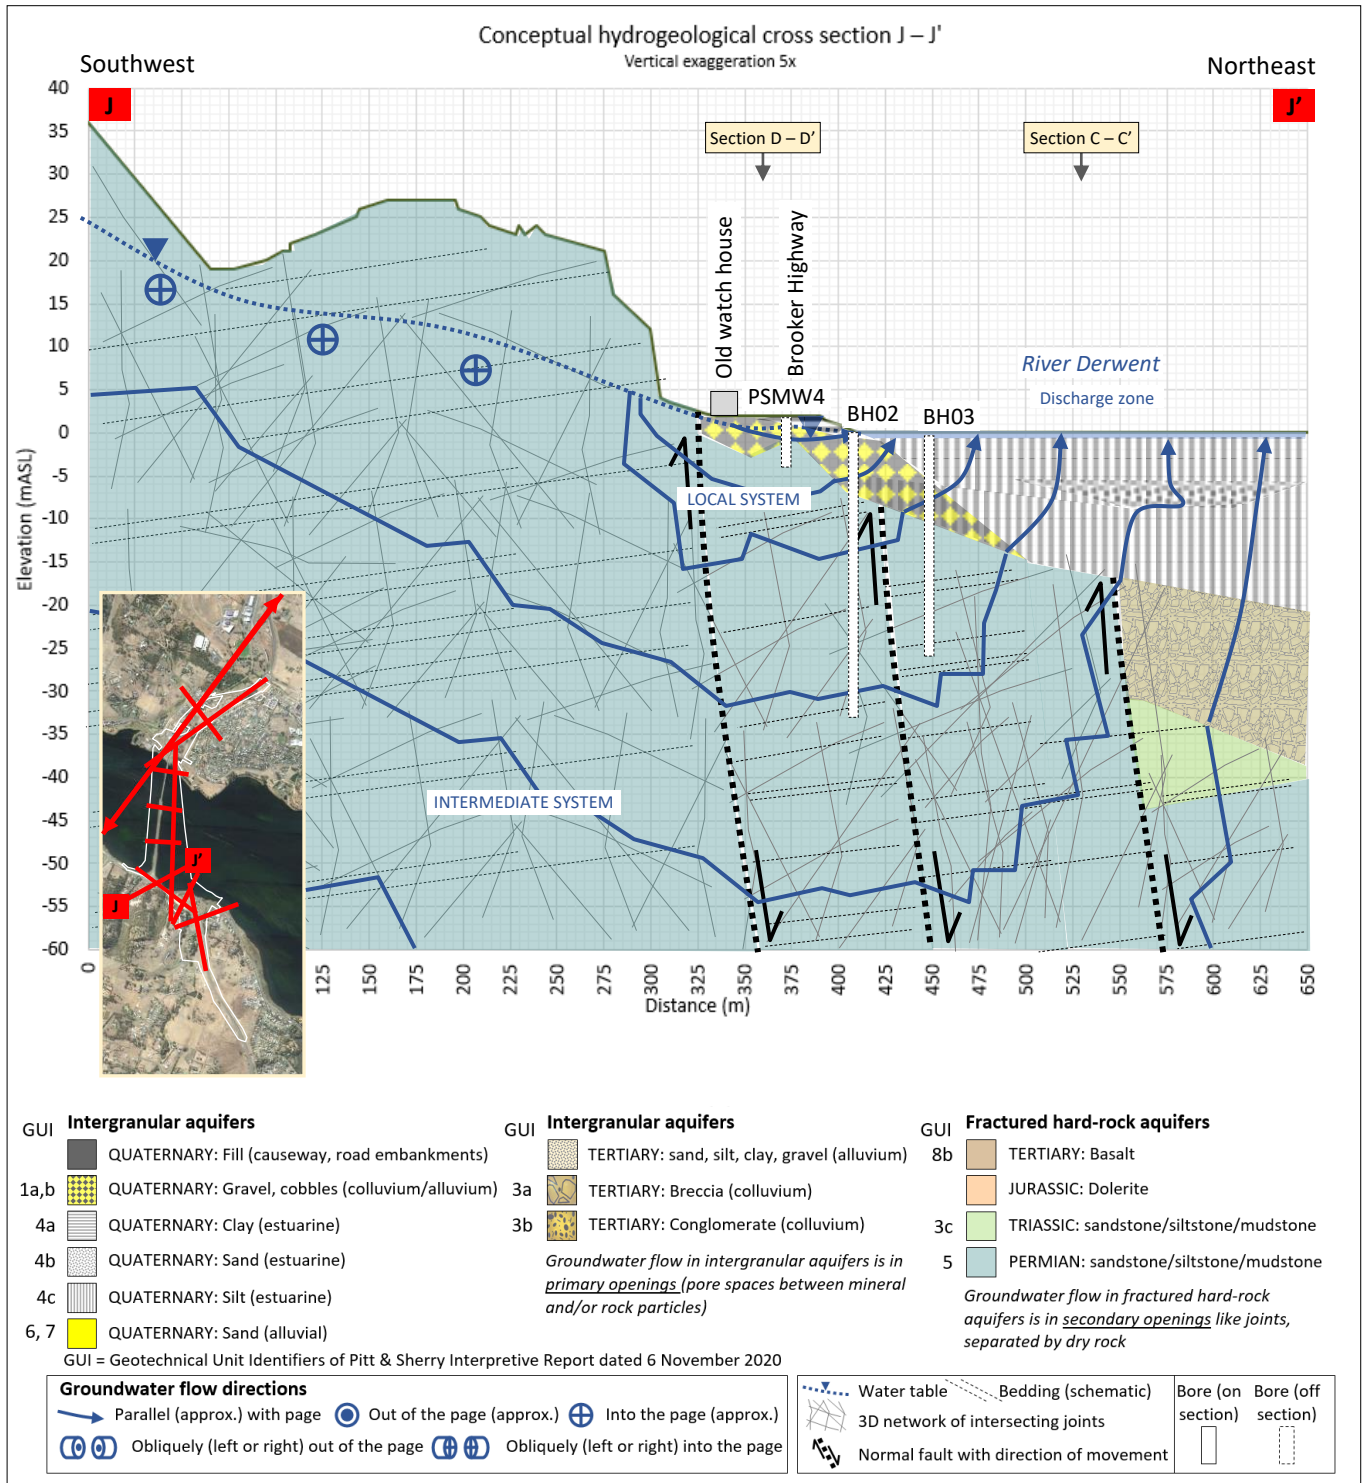 Conceptual hydrogeological cross section J – J'
Vertical exaggeration 5x
Southwest
Northeast
J
J’
Section D – D’
Section C – C’
Old watch house
Brooker Highway
PSMW4
BH02
BH03
River Derwent
Discharge zone
LOCAL SYSTEM
INTERMEDIATE SYSTEM
Elevation (mASL)
40
35
30
25
20
15
10
5
0
-5
-10
-15
-20
-25
-30
-35
-40
-45
-50
-55
-60
J’
J
0 125 150 175 200 225 250 275 300 325 350 375 400 425 450 475 500 525 550 575 600 625 650
Distance (m)
GUI Intergranular aquifers
QUATERNARY: Fill (causeway, road embankments)
1a,b QUATERNARY: Gravel, cobbles (colluvium/alluvium)
4a QUATERNARY: Clay (estuarine)
4b QUATERNARY: Sand (estuarine)
4c QUATERNARY: Silt (estuarine)
6, 7 QUATERNARY: Sand (alluvial)
GUI Intergranular aquifers
TERTIARY: sand, silt, clay, gravel (alluvium)
3a TERTIARY: Breccia (colluvium)
3b TERTIARY: Conglomerate (colluvium)
Groundwater flow in intergranular aquifers is in
primary openings (pore spaces between mineral
and/or rock particles)
GUI Fractured hard-rock aquifers
8b TERTIARY: Basalt
JURASSIC: Dolerite
3c TRIASSIC: sandstone/siltstone/mudstone
5 PERMIAN: sandstone/siltstone/mudstone
Groundwater flow in fractured hard-rock
aquifers is in secondary openings like joints,
separated by dry rock
GUI = Geotechnical Unit Identifiers of Pitt & Sherry Interpretive Report dated 6 November 2020
Groundwater flow directions
Parallel (approx.) with page Out of the page (approx.) Into the page (approx.)
Obliquely (left or right) out of the page Obliquely (left or right) into the page
Water table Bedding (schematic)
3D network of intersecting joints
Normal fault with direction of movement
Bore (on
section)
Bore (off
section)